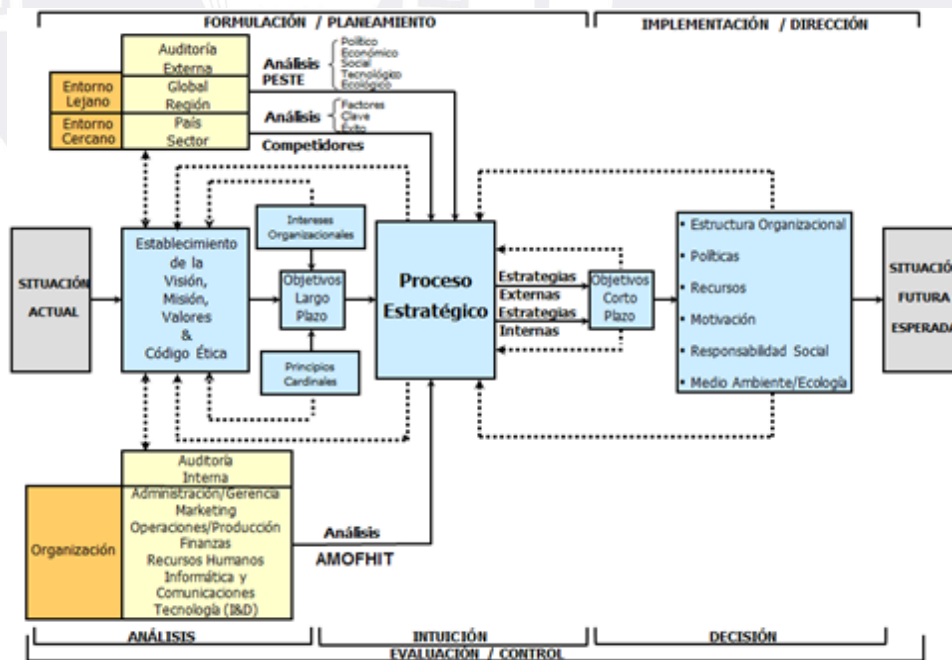 FORMULACIÓN / PLANEAMIENTO
IMPLEMENTACIÓN / DIRECCIÓN
Auditoría
Externa
Entorno
Lejano
Global
Región
Entorno
Cercano
País
Sector
Análisis
PESTE
Político
Económico
Social
Tecnológico
Ecológico
Análisis
Factores
Clave
Éxito
Competidores
SITUACIÓN
ACTUAL
Establecimiento
de la
Visión,
Misión,
Valores
&
Código Ética
Intereses
Organizacionales
Objetivos
Largo
Plazo
Principios
Cardinales
Proceso
Estratégico
Estrategias
Externas
Estrategias
Internas
Objetivos
Corto
Plazo
▪ Estructura Organizacional
▪ Políticas
▪ Recursos
▪ Motivación
▪ Responsabilidad Social
▪ Medio Ambiente/Ecología
SITUACIÓN
FUTURA
ESPERADA
Auditoría
Interna
Organización
Administración/Gerencia
Marketing
Operaciones/Producción
Finanzas
Recursos Humanos
Informática y
Comunicaciones
Tecnología (I&D)
Análisis
AMOFHIT
ANÁLISIS
INTUICIÓN
DECISIÓN
EVALUACIÓN / CONTROL